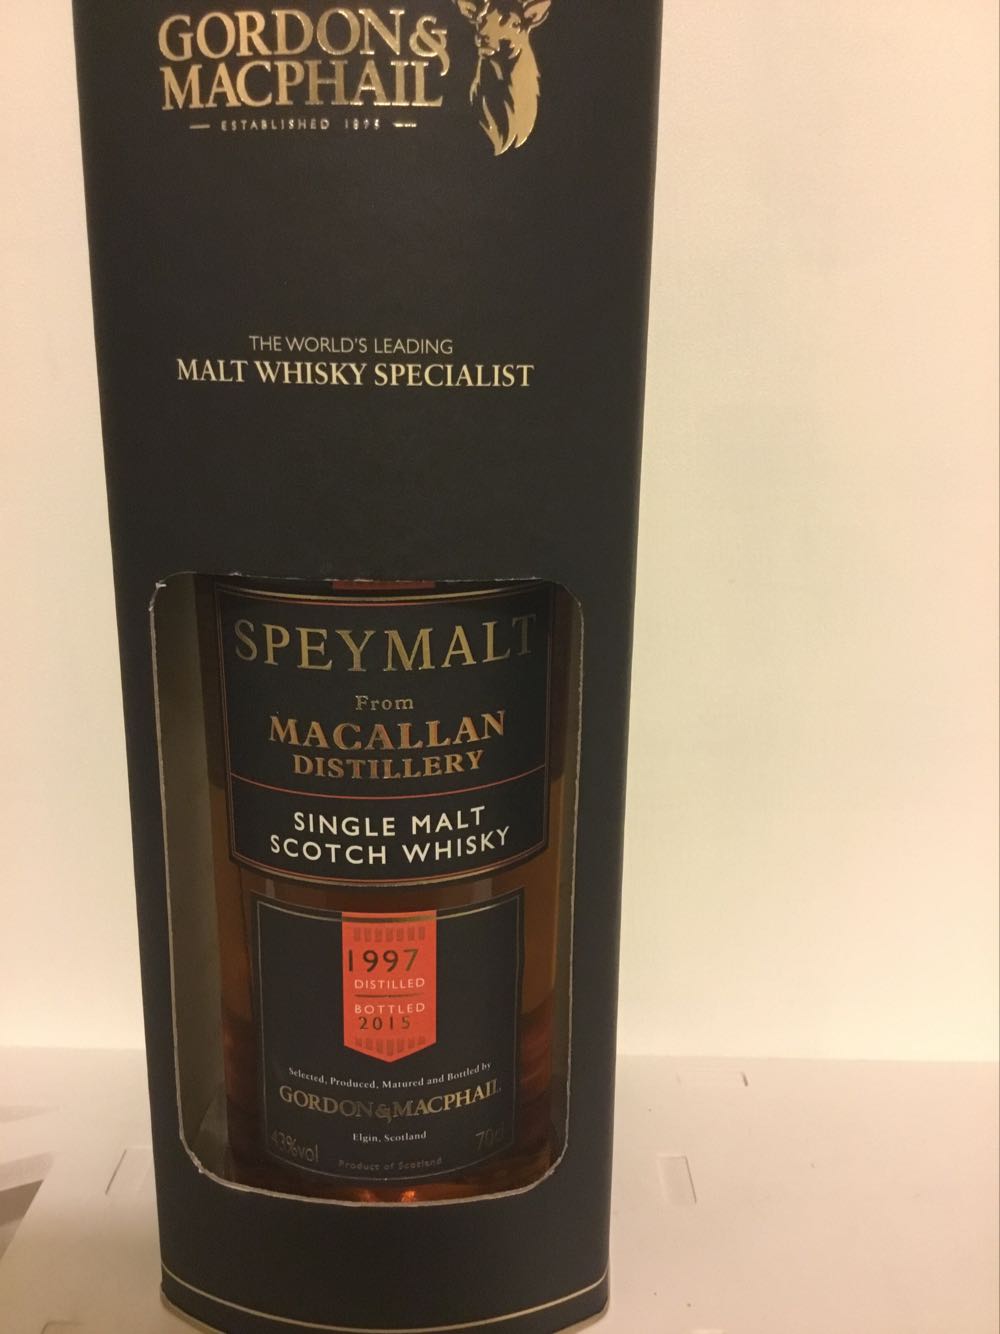 GORDON &
MACPHAIL
ESTABLISHED 1895
THE WORLD'S LEADING
MALT WHISKY SPECIALIST
SPEYMALT
From
MACALLAN
DISTILLERY
SINGLE MALT
SCOTCH WHISKY
1997
DISTILLED
BOTTLED
2015
Selected, Produced, Matured and Bottled by
GORDON & MACPHAIL
Elgin, Scotland
43%vol 70cl
Product of Scotland